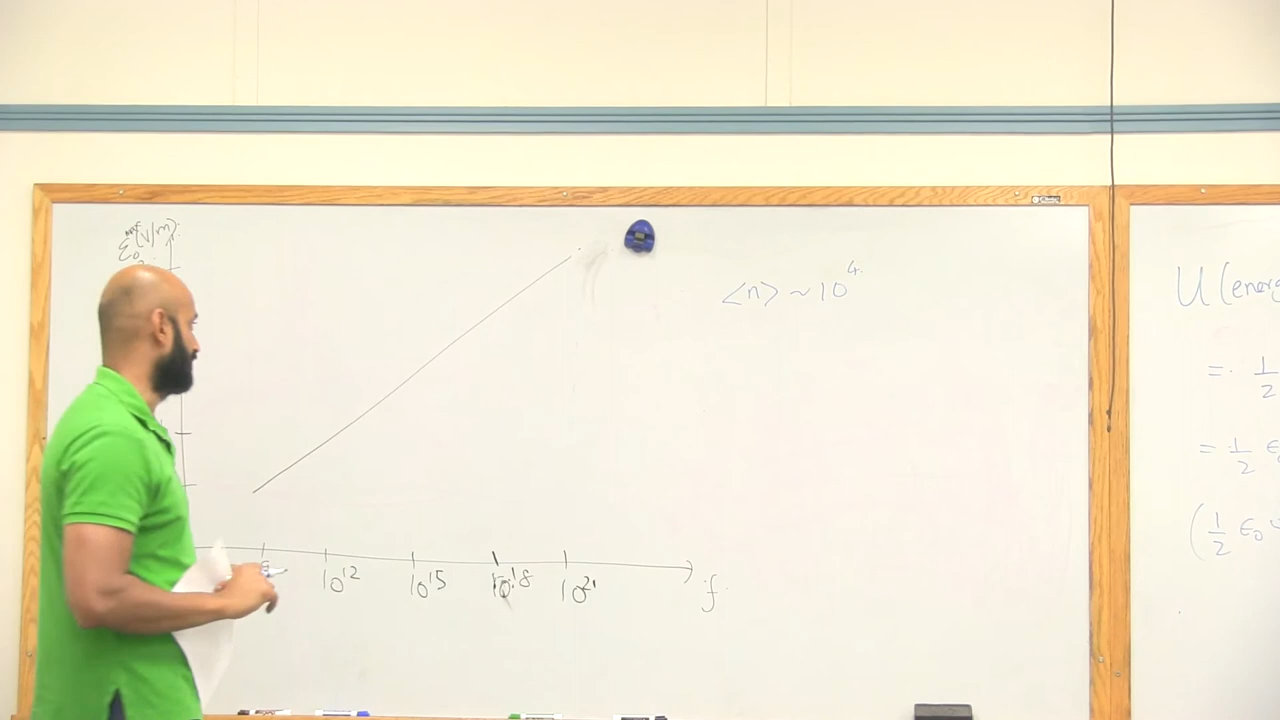 (V/m)
ε₀
<n> ~ 10⁴
10¹² 10¹⁵ 10¹⁸ 10²¹
f
U (energ
= 1/2
= 1/2 ε₀
(1/2 ε₀